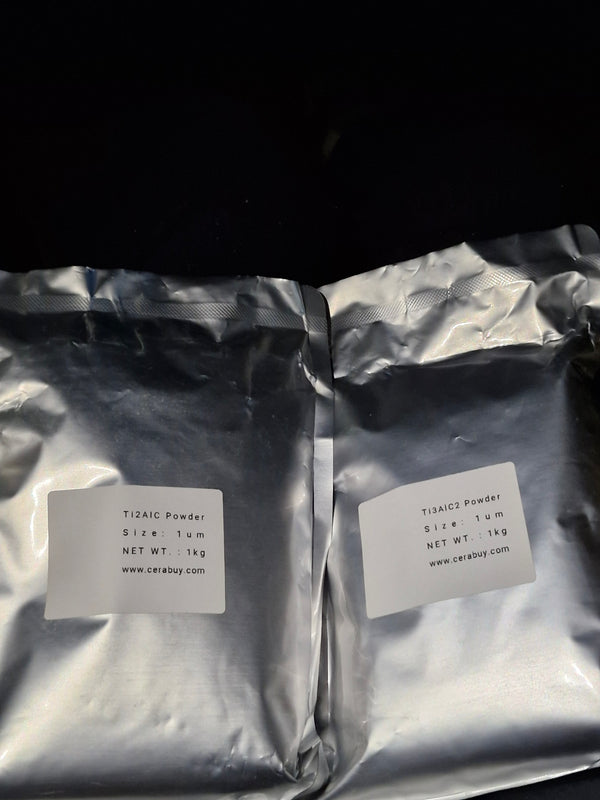 Ti2AlC Powder
Size: 1um
NET WT.: 1kg
www.cerabuy.com
Ti3AlC2 Powder
Size: 1um
NET WT.: 1kg
www.cerabuy.com